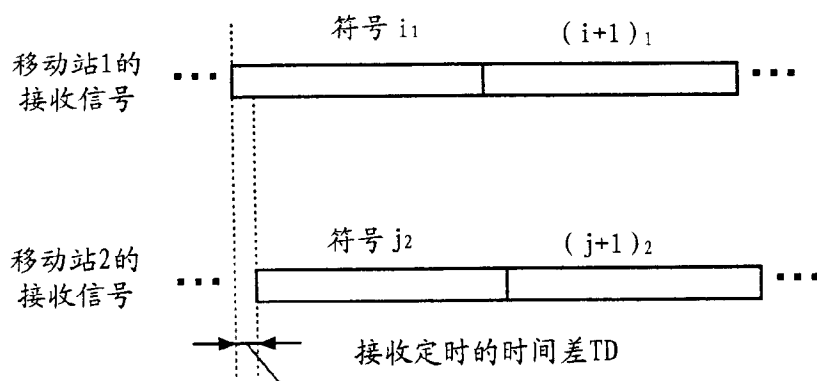 符号 i₁ (i+1)₁
移动站1的
接收信号
符号 j₂ (j+1)₂
移动站2的
接收信号
接收定时的时间差TD